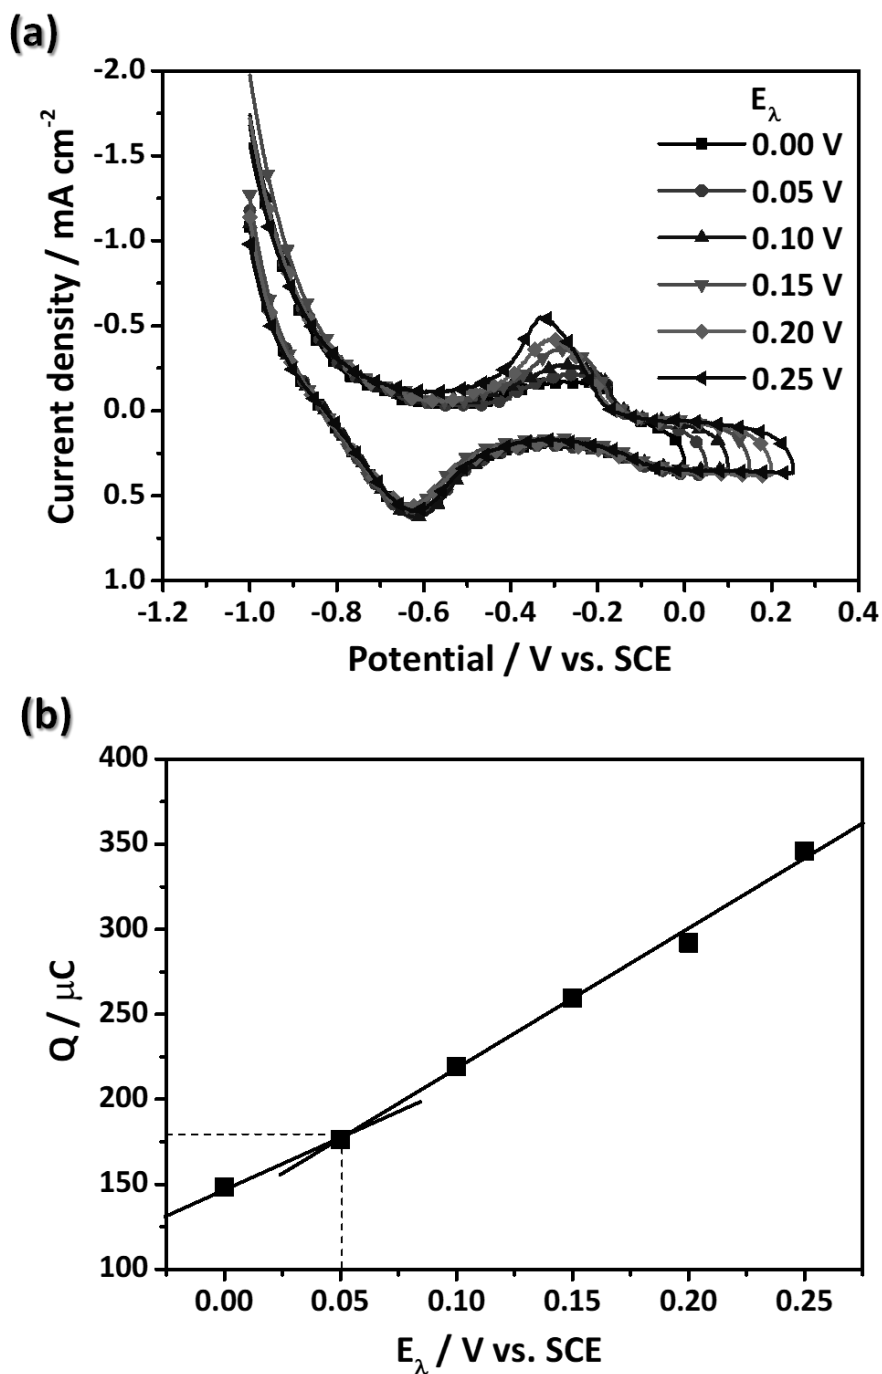 (a)
-2.0
-1.5
-1.0
-0.5
0.0
0.5
1.0
Current density / mA cm-2
Eλ
0.00 V
0.05 V
0.10 V
0.15 V
0.20 V
0.25 V
-1.2 -1.0 -0.8 -0.6 -0.4 -0.2 0.0 0.2 0.4
Potential / V vs. SCE
(b)
400
350
300
250
200
150
100
Q / μC
0.00 0.05 0.10 0.15 0.20 0.25
Eλ / V vs. SCE